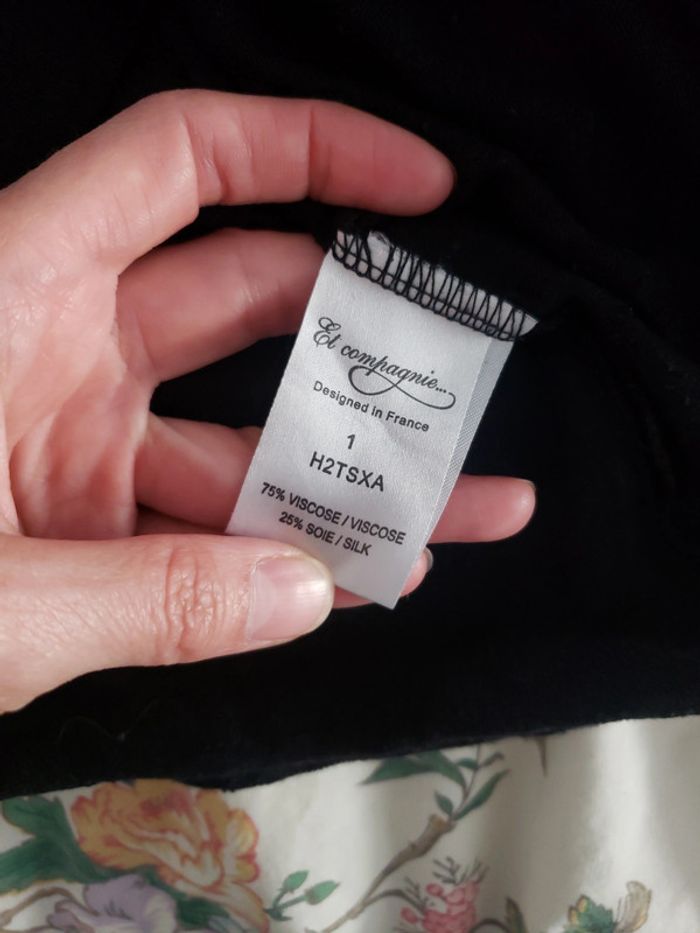 Et compagnie...
Designed in France
1
H2TSXA
75% VISCOSE / VISCOSE
25% SOIE / SILK